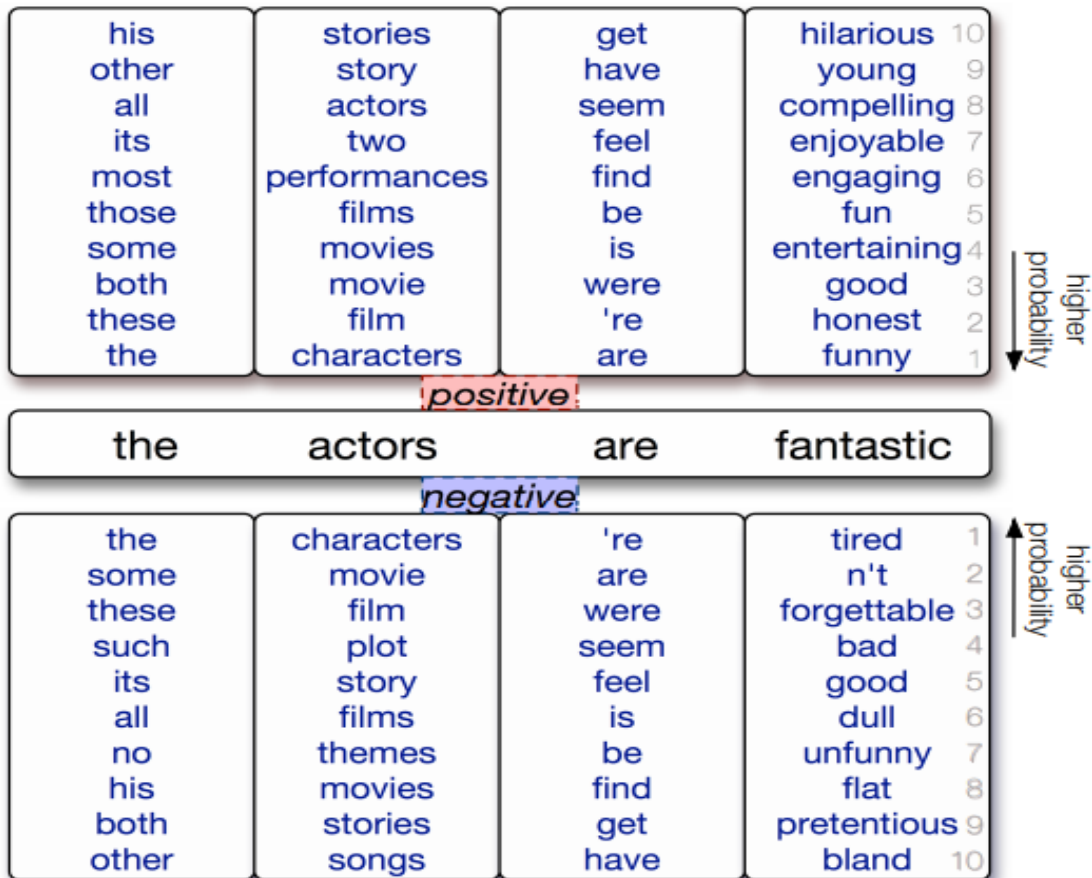 his stories get hilarious 10
other story have young 9
all actors seem compelling 8
its two feel enjoyable 7
most performances find engaging 6
those films be fun 5
some movies is entertaining 4
both movie were good 3
these film 're honest 2
the characters are funny 1
higher
probability
positive
the actors are fantastic
negative
the characters 're tired 1
some movie are n't 2
these film were forgettable 3
such plot seem bad 4
its story feel good 5
all films is dull 6
no themes be unfunny 7
his movies find flat 8
both stories get pretentious 9
other songs have bland 10
higher
probability